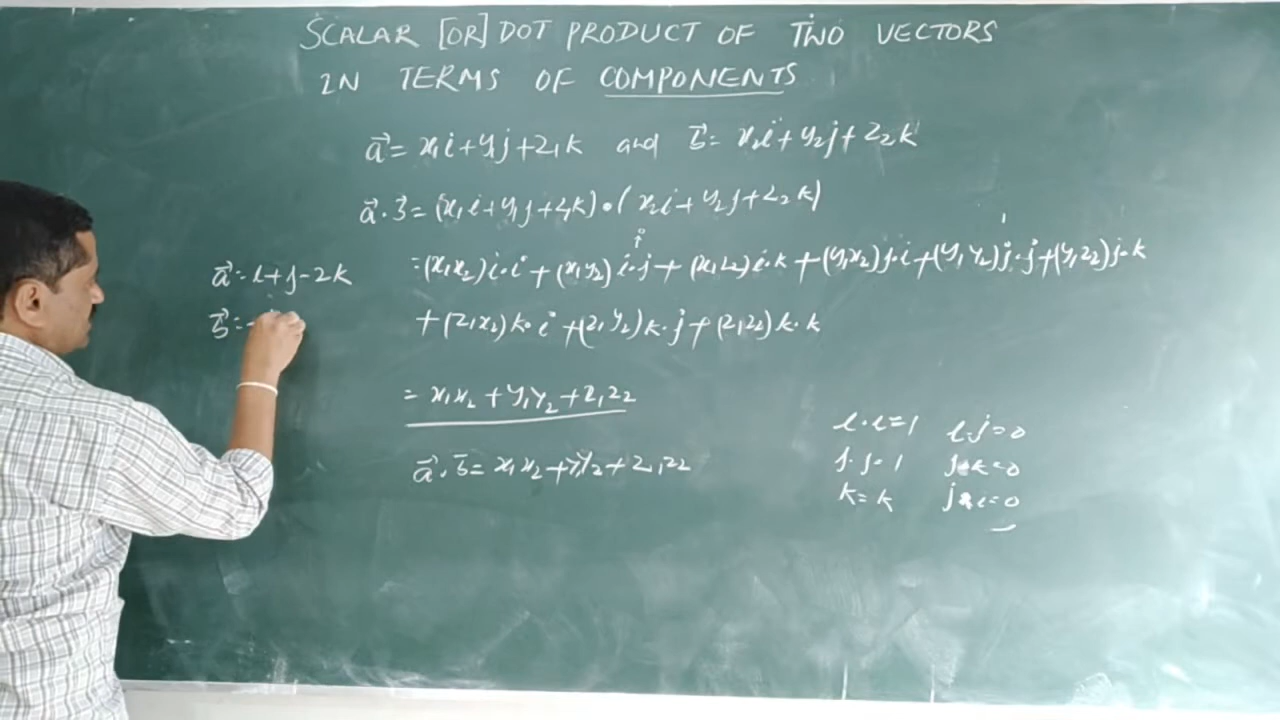 SCALAR [OR] DOT PRODUCT OF TWO VECTORS
IN TERMS OF COMPONENTS
a⃗ = x₁i + y₁j + z₁k and b⃗ = x₂i + y₂j + z₂k
a⃗ · b⃗ = (x₁i + y₁j + z₁k) • (x₂i + y₂j + z₂k)
= (x₁x₂) i·i + (x₁y₂) i·j + (x₁z₂) i·k + (y₁x₂) j·i + (y₁y₂) j·j + (y₁z₂) j·k
+ (z₁x₂) k·i + (z₁y₂) k·j + (z₁z₂) k·k
= x₁x₂ + y₁y₂ + z₁z₂
a⃗ · b⃗ = x₁x₂ + y₁y₂ + z₁z₂
a⃗ = i + j - 2k
b⃗ = -
i·i = 1 i·j = 0
j·j = 1 j·k = 0
k = k